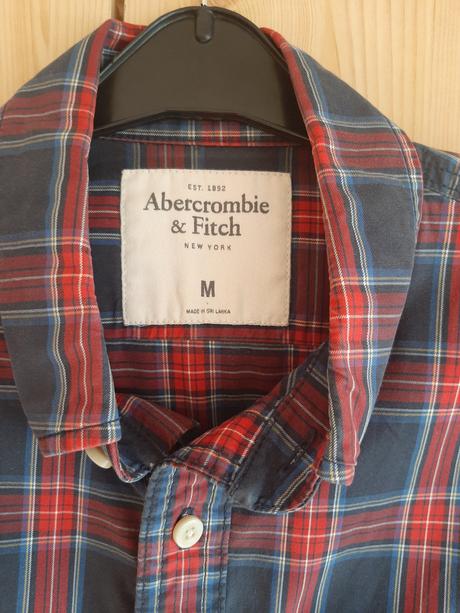 EST. 1892
Abercrombie
& Fitch
NEW YORK
M
MADE IN SRI LANKA